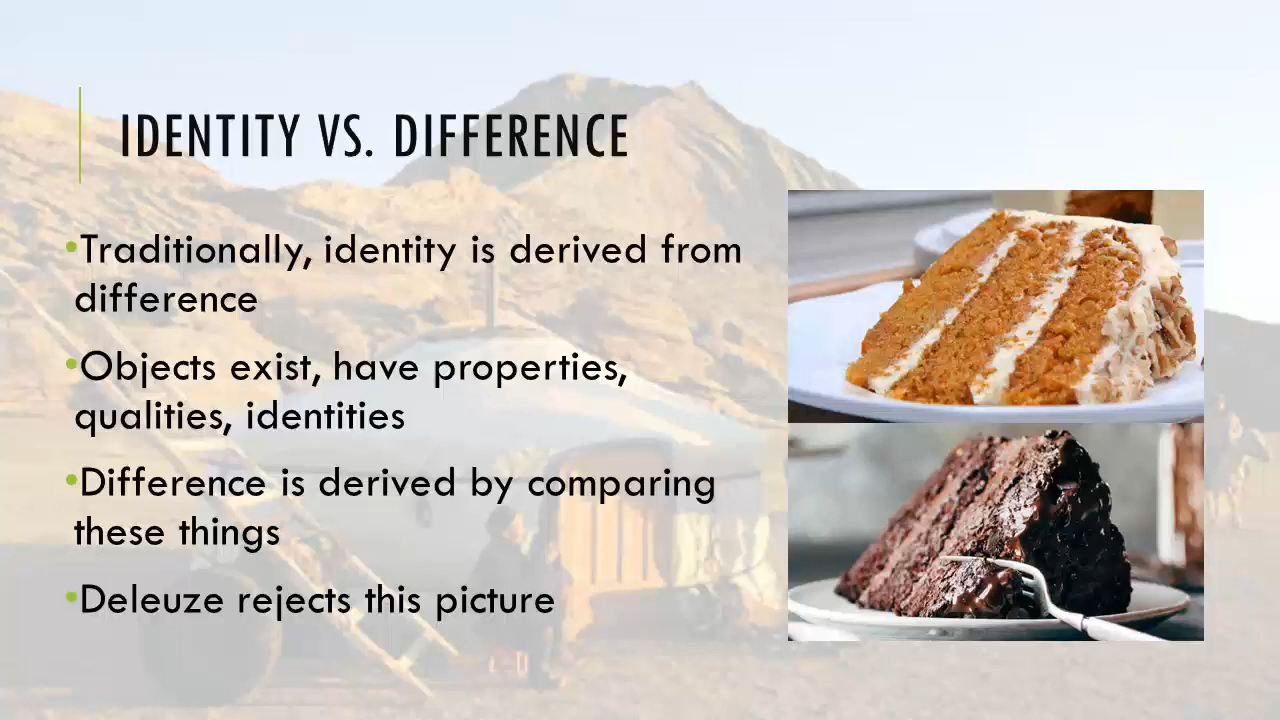 IDENTITY VS. DIFFERENCE
•Traditionally, identity is derived from
difference
•Objects exist, have properties,
qualities, identities
•Difference is derived by comparing
these things
•Deleuze rejects this picture